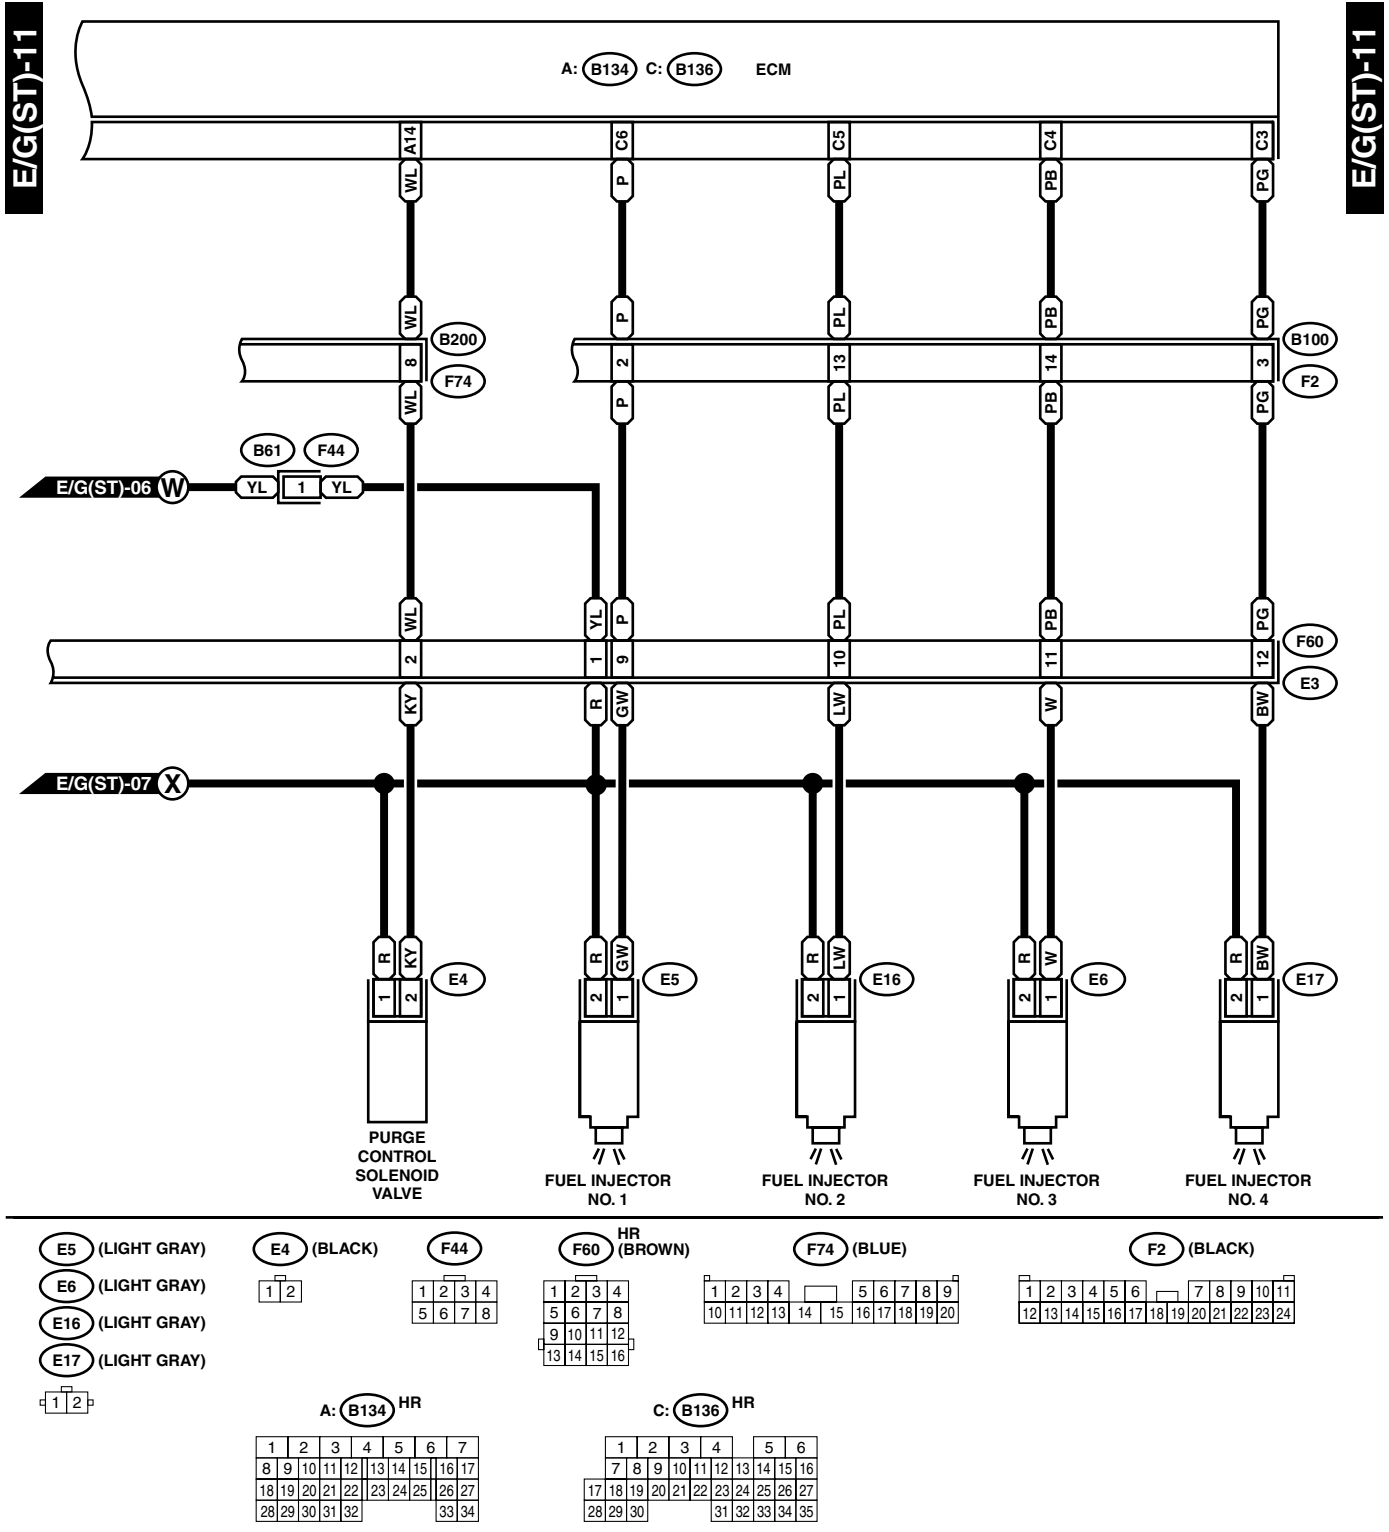 E/G(ST)-11
E/G(ST)-11
A: B134 C: B136 ECM
A14 C6 C5 C4 C3
WL P PL PB PG
WL P PL PB PG
B200 B100
8 2 13 14 3
F74 F2
WL P PL PB PG
B61 F44
E/G(ST)-06 W YL 1 YL
WL YL P PL PB PG
F60
2 1 9 10 11 12
E3
KY R GW LW W BW
E/G(ST)-07 X
R KY R GW R LW R W R BW
1 2 E4 2 1 E5 2 1 E16 2 1 E6 2 1 E17
PURGE
CONTROL
SOLENOID
VALVE
FUEL INJECTOR
NO. 1
FUEL INJECTOR
NO. 2
FUEL INJECTOR
NO. 3
FUEL INJECTOR
NO. 4
E5 (LIGHT GRAY)
E6 (LIGHT GRAY)
E16 (LIGHT GRAY)
E17 (LIGHT GRAY)
1 2
E4 (BLACK)
1 2
F44
1 2 3 4
5 6 7 8
F60 HR
(BROWN)
1 2 3 4
5 6 7 8
9 10 11 12
13 14 15 16
F74 (BLUE)
1 2 3 4 5 6 7 8 9
10 11 12 13 14 15 16 17 18 19 20
F2 (BLACK)
1 2 3 4 5 6 7 8 9 10 11
12 13 14 15 16 17 18 19 20 21 22 23 24
A: B134 HR
1 2 3 4 5 6 7
8 9 10 11 12 13 14 15 16 17
18 19 20 21 22 23 24 25 26 27
28 29 30 31 32 33 34
C: B136 HR
1 2 3 4 5 6
7 8 9 10 11 12 13 14 15 16
17 18 19 20 21 22 23 24 25 26 27
28 29 30 31 32 33 34 35